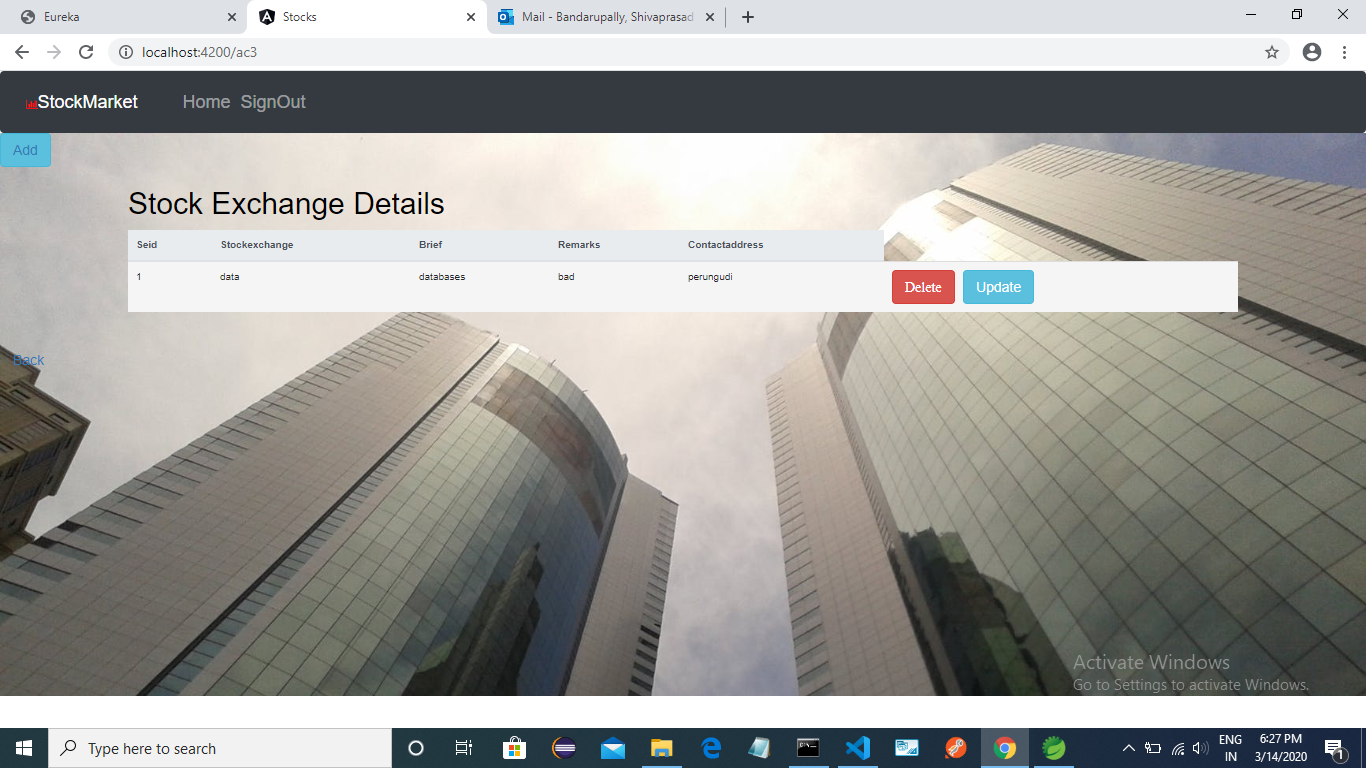 Eureka
Stocks
Mail - Bandarupally, Shivaprasad
localhost:4200/ac3
StockMarket Home SignOut
Add
Stock Exchange Details
Seid Stockexchange Brief Remarks Contactaddress
1 data databases bad perungudi Delete Update
Back
Activate Windows
Go to Settings to activate Windows.
Type here to search
ENG
IN
6:27 PM
3/14/2020
1